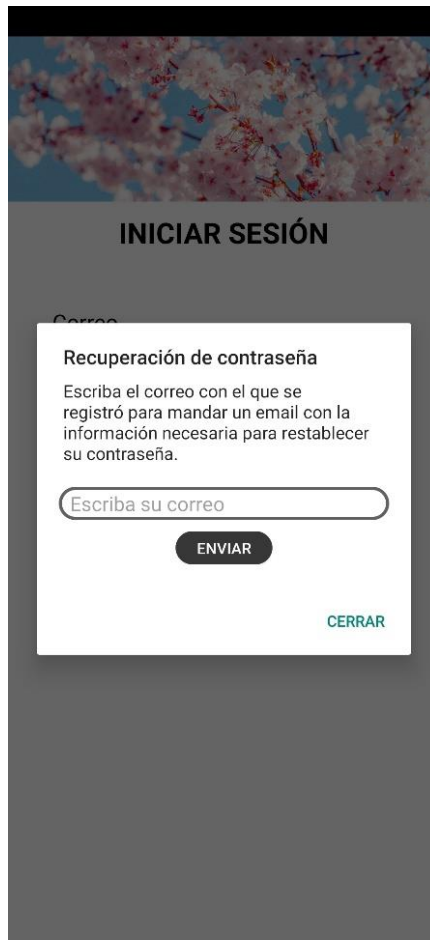 INICIAR SESIÓN
Correo
Recuperación de contraseña
Escriba el correo con el que se
registró para mandar un email con la
información necesaria para restablecer
su contraseña.
Escriba su correo
ENVIAR
CERRAR